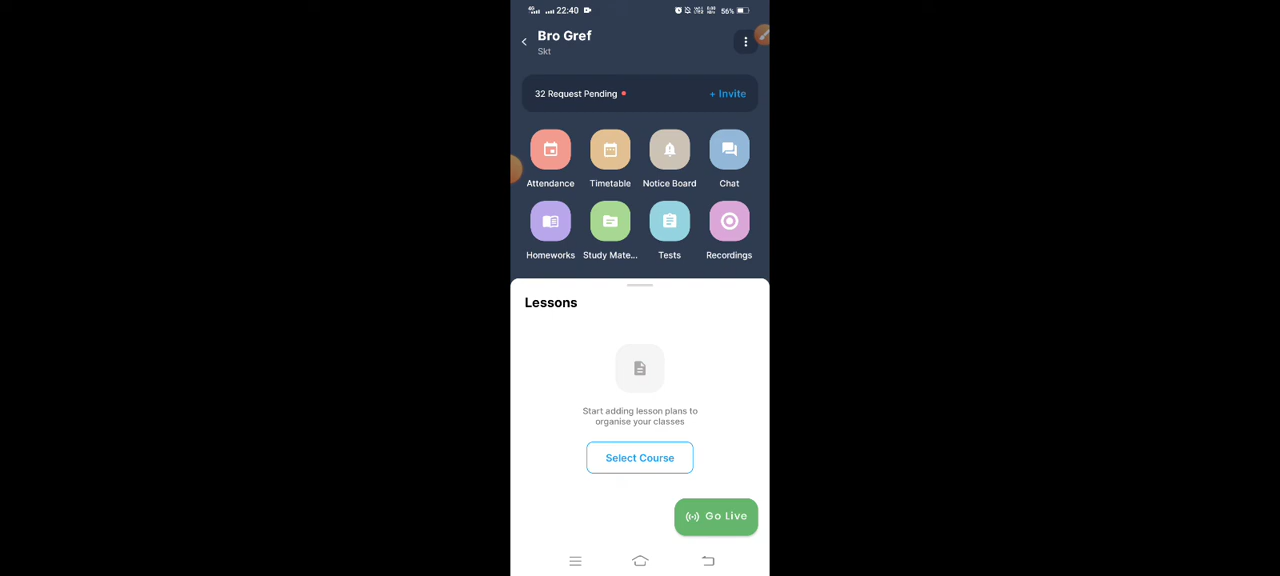 22:40 56%
Bro Gref
Skt
32 Request Pending + Invite
Attendance Timetable Notice Board Chat
Homeworks Study Mate... Tests Recordings
Lessons
Start adding lesson plans to
organise your classes
Select Course
Go Live